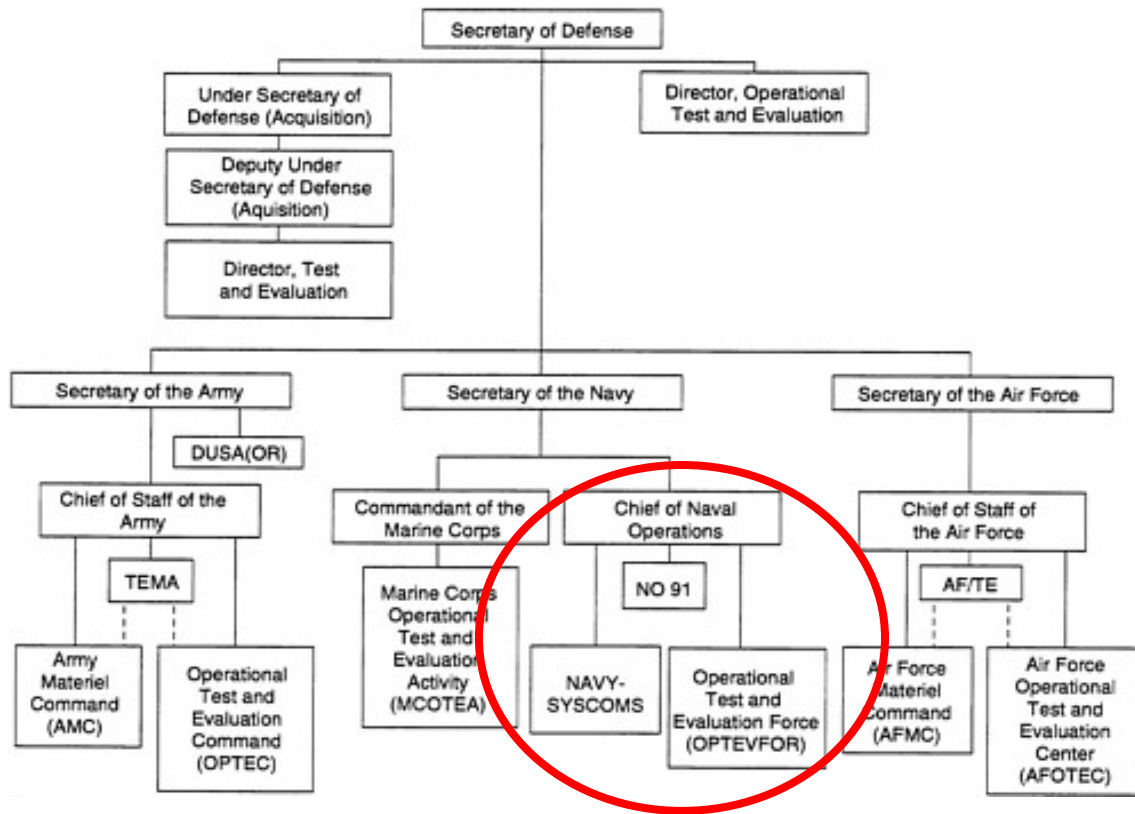 Secretary of Defense
Under Secretary of
Defense (Acquisition)
Director, Operational
Test and Evaluation
Deputy Under
Secretary of Defense
(Aquisition)
Director, Test
and Evaluation
Secretary of the Army
Secretary of the Navy
Secretary of the Air Force
DUSA(OR)
Chief of Staff of the
Army
Commandant of the
Marine Corps
Chief of Naval
Operations
Chief of Staff of
the Air Force
TEMA
NO 91
AF/TE
Army
Materiel
Command
(AMC)
Operational
Test and
Evaluation
Command
(OPTEC)
Marine Corps
Operational
Test and
Evaluation
Activity
(MCOTEA)
NAVY-
SYSCOMS
Operational
Test and
Evaluation Force
(OPTEVFOR)
Air Force
Materiel
Command
(AFMC)
Air Force
Operational
Test and
Evaluation
Center
(AFOTEC)